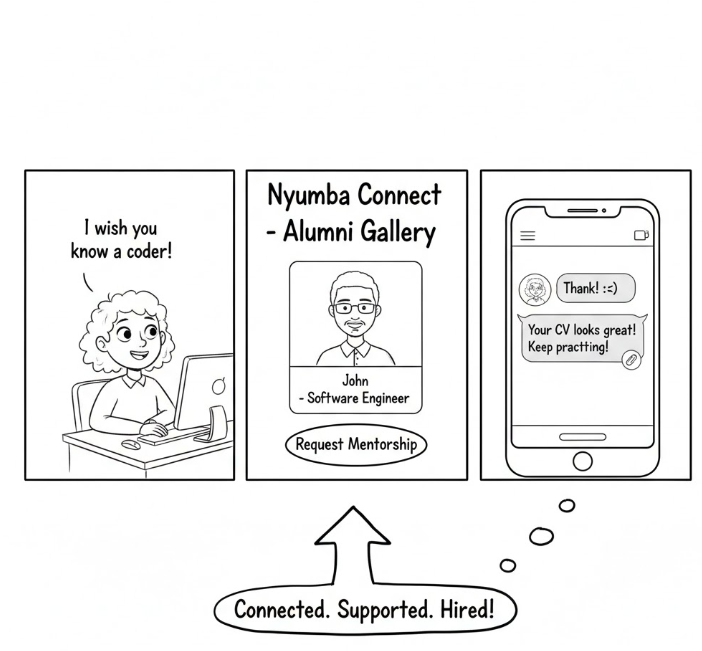 I wish you
know a coder!
Nyumba Connect
- Alumni Gallery
John
- Software Engineer
Request Mentorship
Thank! :=)
Your CV looks great!
Keep practting!
Connected. Supported. Hired!